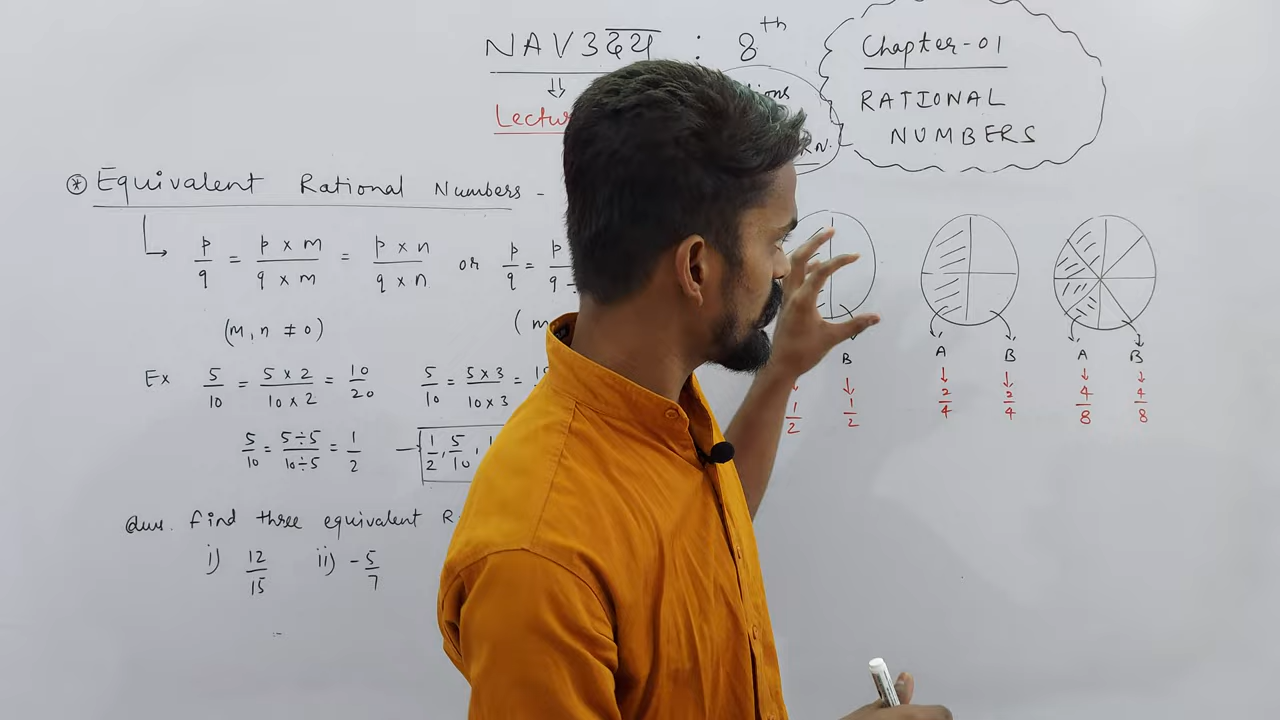 NAV3दय : 8th
Chapter-01
RATIONAL
NUMBERS
R.N.
⊛ Equivalent Rational Numbers -
p/q = p × m / q × m = p × n / q × n or p/q = p
(m, n ≠ 0) (m
Ex 5/10 = 5 × 2 / 10 × 2 = 10/20 5/10 = 5 × 3 / 10 × 3 =
5/10 = 5 ÷ 5 / 10 ÷ 5 = 1/2 — 1/2, 5/10,
Ques. Find three equivalent R
i) 12/15 ii) -5/7
B A B A B
1/2 1/2 2/4 2/4 4/8 4/8